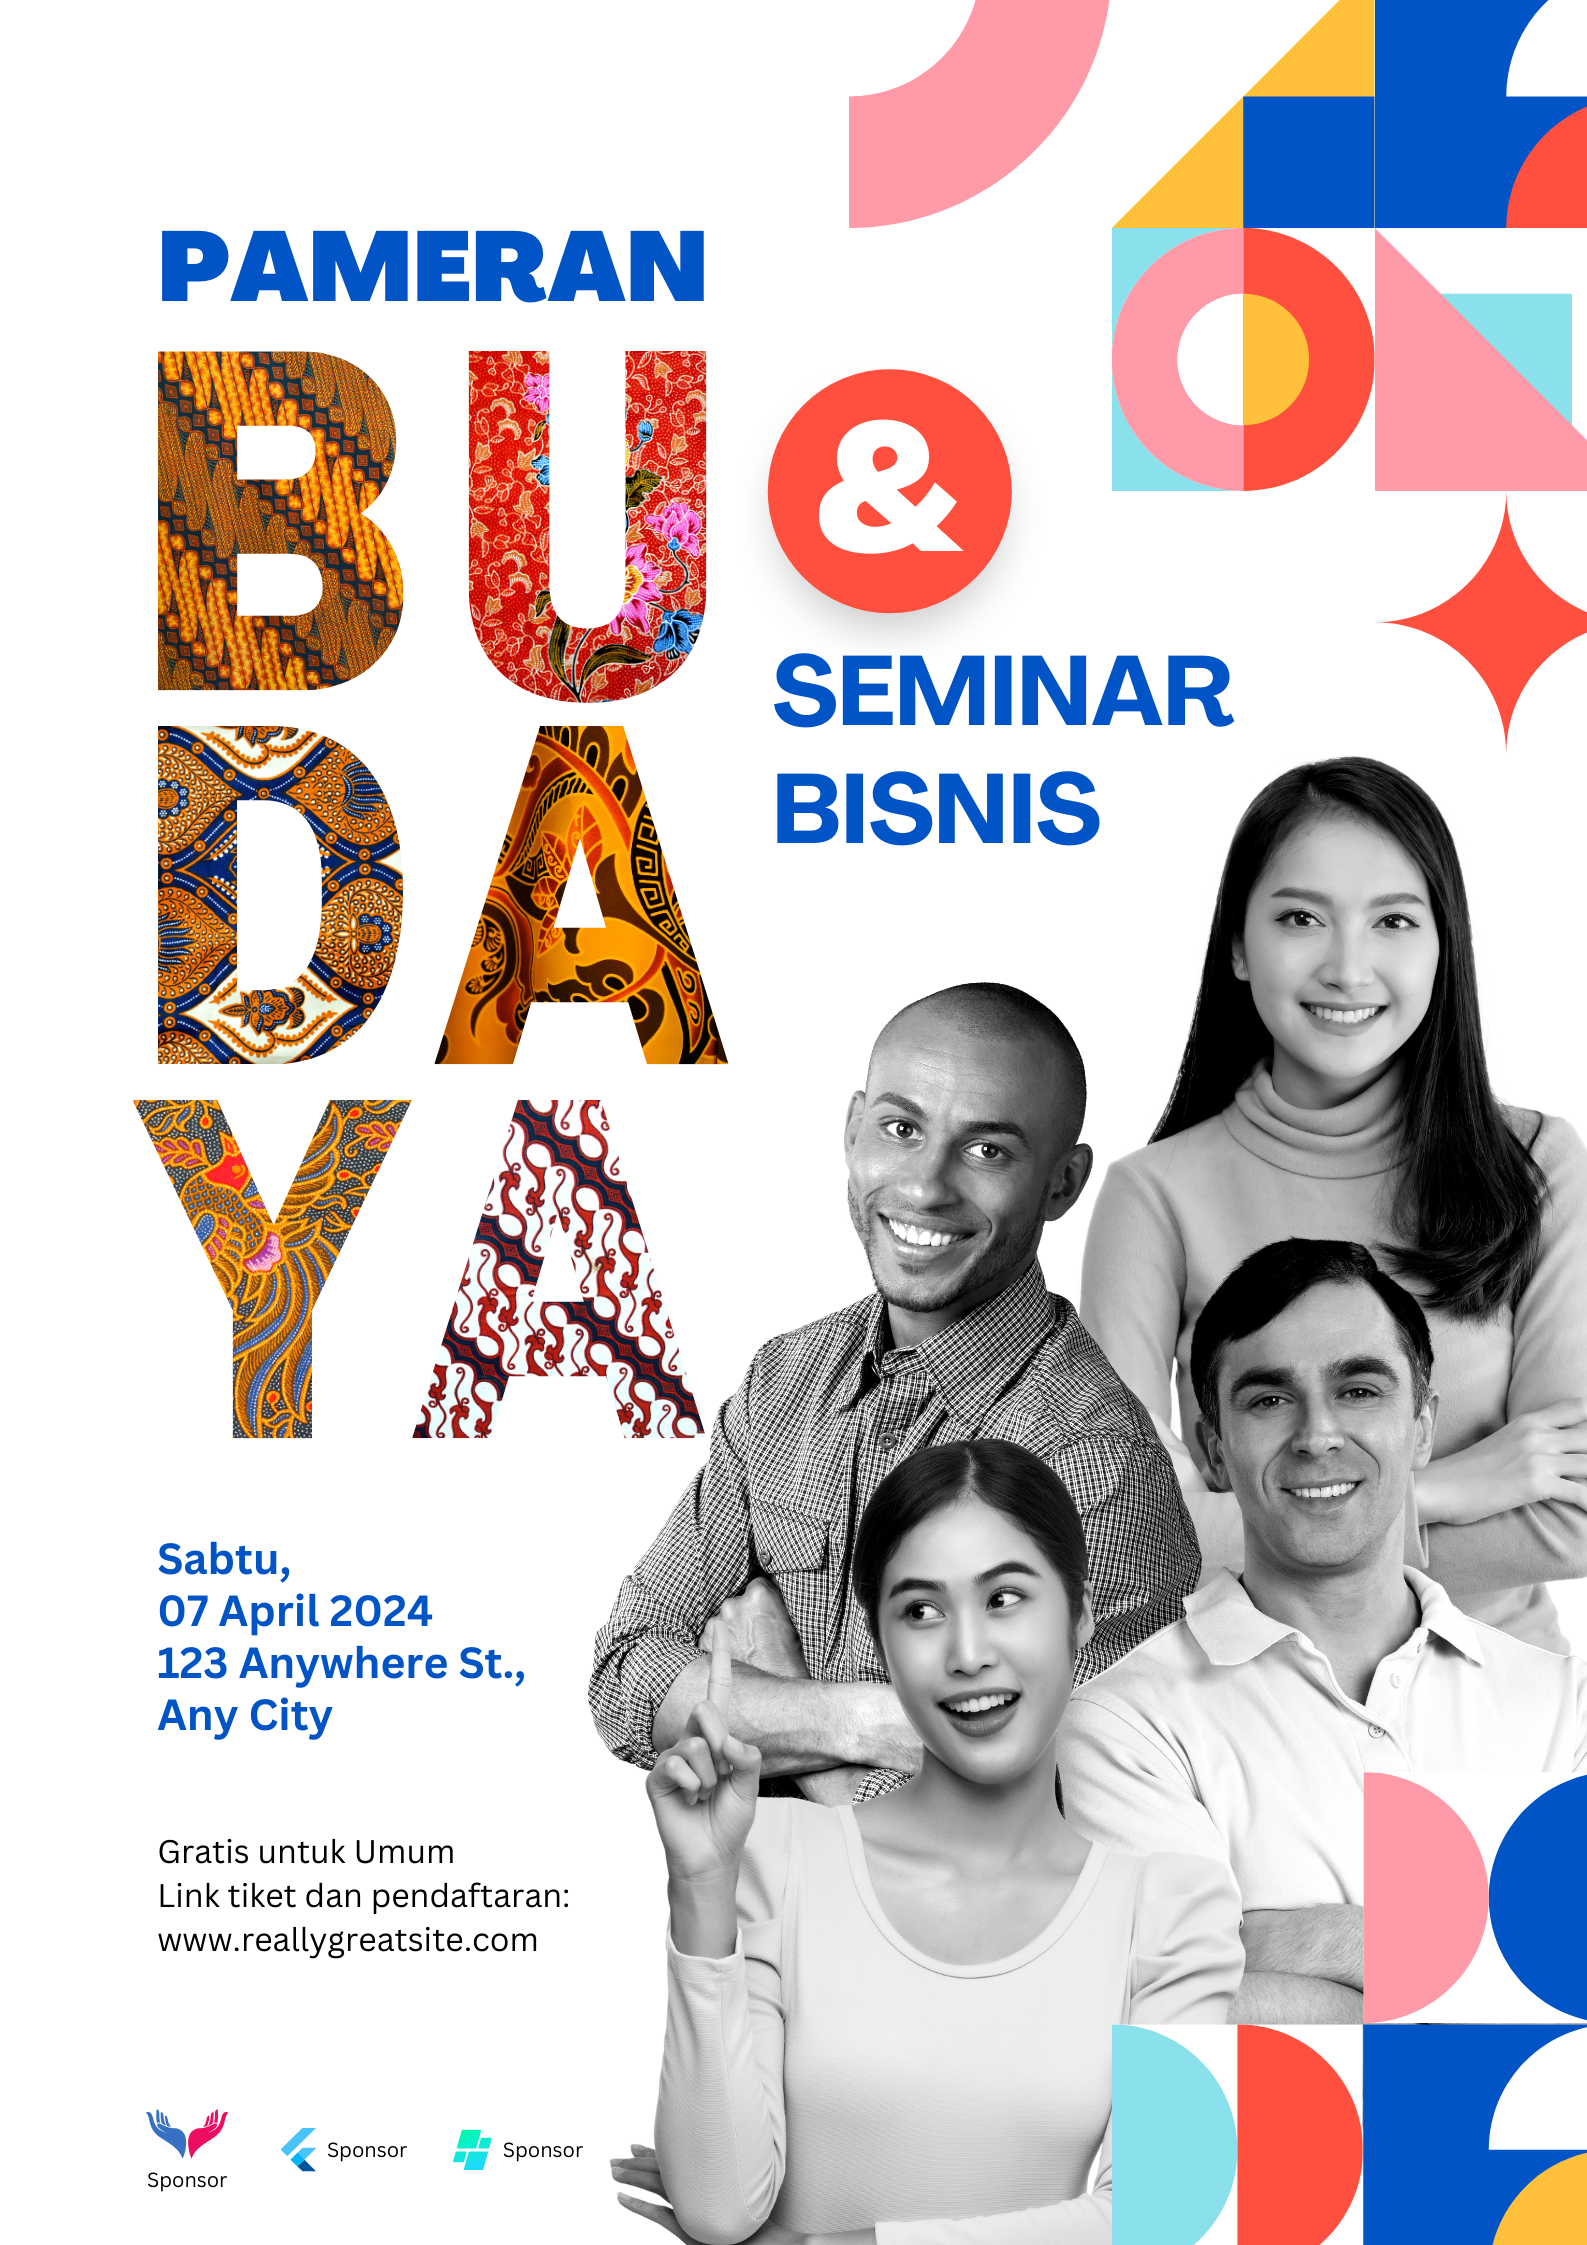 PAMERAN
BU
DA
YA
&
SEMINAR
BISNIS
Sabtu,
07 April 2024
123 Anywhere St.,
Any City
Gratis untuk Umum
Link tiket dan pendaftaran:
www.reallygreatsite.com
Sponsor
Sponsor
Sponsor